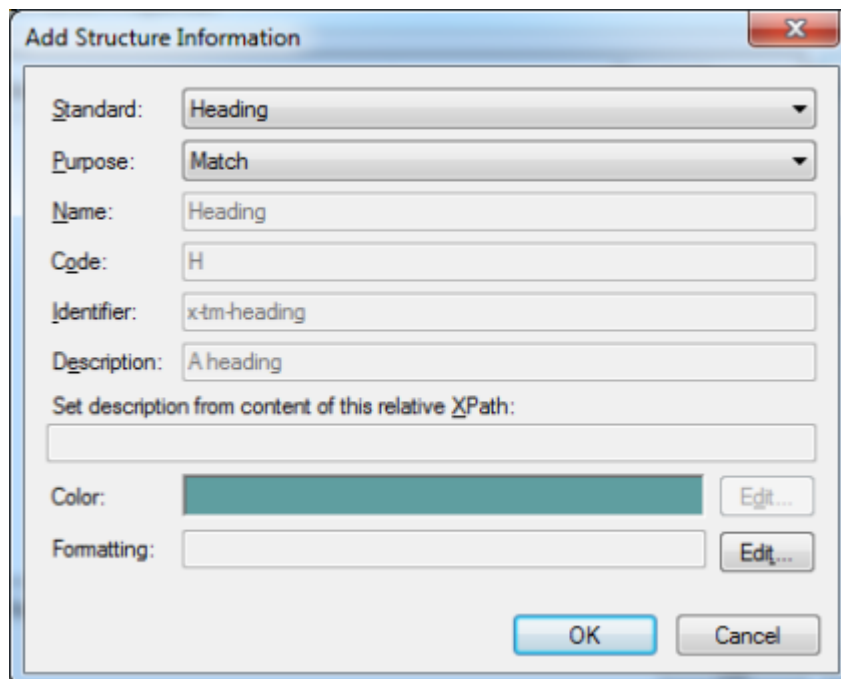 Add Structure Information
Standard: Heading
Purpose: Match
Name: Heading
Code: H
Identifier: x-tm-heading
Description: A heading
Set description from content of this relative XPath:
Color: Edit...
Formatting: Edit...
OK Cancel